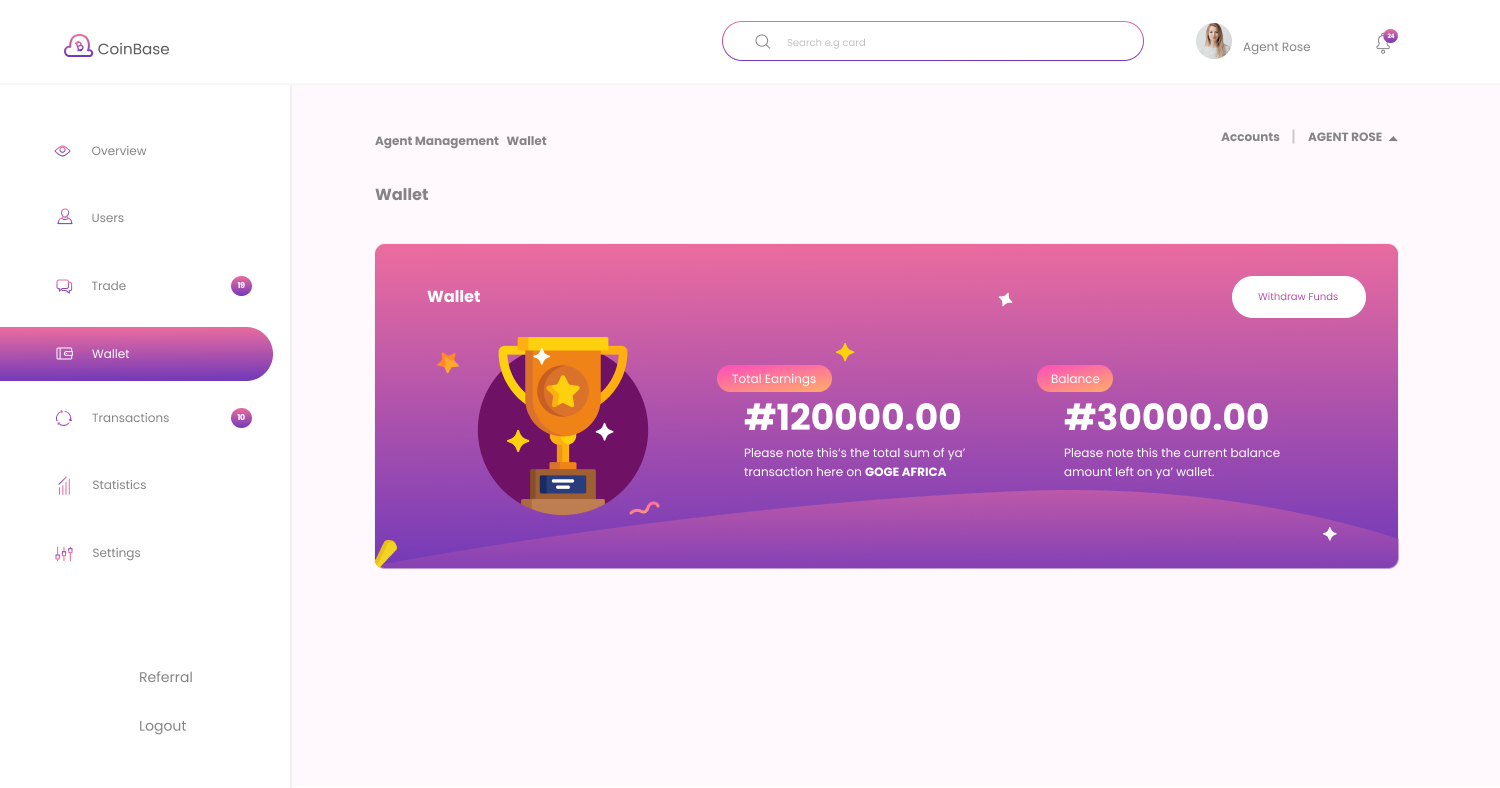 CoinBase
Search e.g card
Agent Rose
24
Overview
Users
Trade
19
Wallet
Transactions
10
Statistics
Settings
Referral
Logout
Agent Management Wallet
Accounts | AGENT ROSE
Wallet
Wallet
Withdraw Funds
Total Earnings
#120000.00
Please note this's the total sum of ya'
transaction here on GOGE AFRICA
Balance
#30000.00
Please note this the current balance
amount left on ya' wallet.